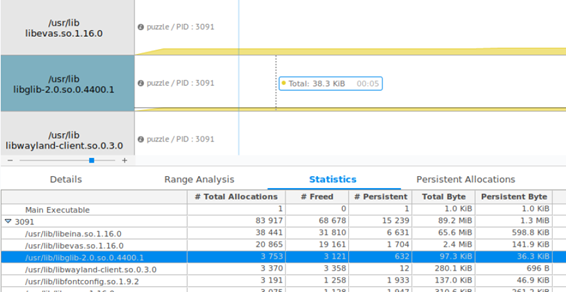 /usr/lib
libevas.so.1.16.0
puzzle / PID : 3091
/usr/lib
libglib-2.0.so.0.4400.1
puzzle / PID : 3091
Total: 38.3 KiB 00:05
/usr/lib
libwayland-client.so.0.3.0
puzzle / PID : 3091
− +
Details Range Analysis Statistics Persistent Allocations
# Total Allocations # Freed # Persistent Total Byte Persistent Byte
Main Executable 1 0 1 1.0 KiB 1.0 KiB
3091 83 917 68 678 15 239 89.2 MiB 1.3 MiB
/usr/lib/libeina.so.1.16.0 38 441 31 810 6 631 65.6 MiB 598.8 KiB
/usr/lib/libevas.so.1.16.0 20 865 19 161 1 704 2.4 MiB 141.9 KiB
/usr/lib/libglib-2.0.so.0.4400.1 3 753 3 121 632 97.3 KiB 36.3 KiB
/usr/lib/libwayland-client.so.0.3.0 3 370 3 358 12 280.1 KiB 696 B
/usr/lib/libfontconfig.so.1.9.2 3 191 1 258 1 933 137.0 KiB 46.9 KiB